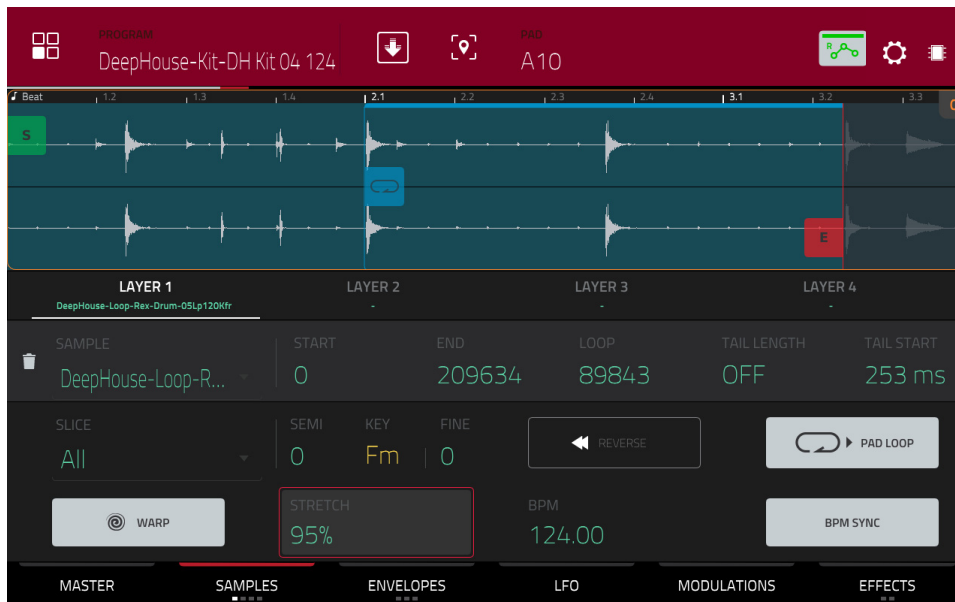 PROGRAM PAD
DeepHouse-Kit-DH Kit 04 124 A10
R
Beat 1.2 1.3 1.4 2.1 2.2 2.3 2.4 3.1 3.2 3.3
S
E
LAYER 1 LAYER 2 LAYER 3 LAYER 4
DeepHouse-Loop-Rex-Drum-05Lp120Kfr - - -
SAMPLE START END LOOP TAIL LENGTH TAIL START
DeepHouse-Loop-R... 0 209634 89843 OFF 253 ms
SLICE SEMI KEY FINE
All 0 Fm 0
REVERSE PAD LOOP
STRETCH BPM
WARP 95% 124.00 BPM SYNC
MASTER SAMPLES ENVELOPES LFO MODULATIONS EFFECTS